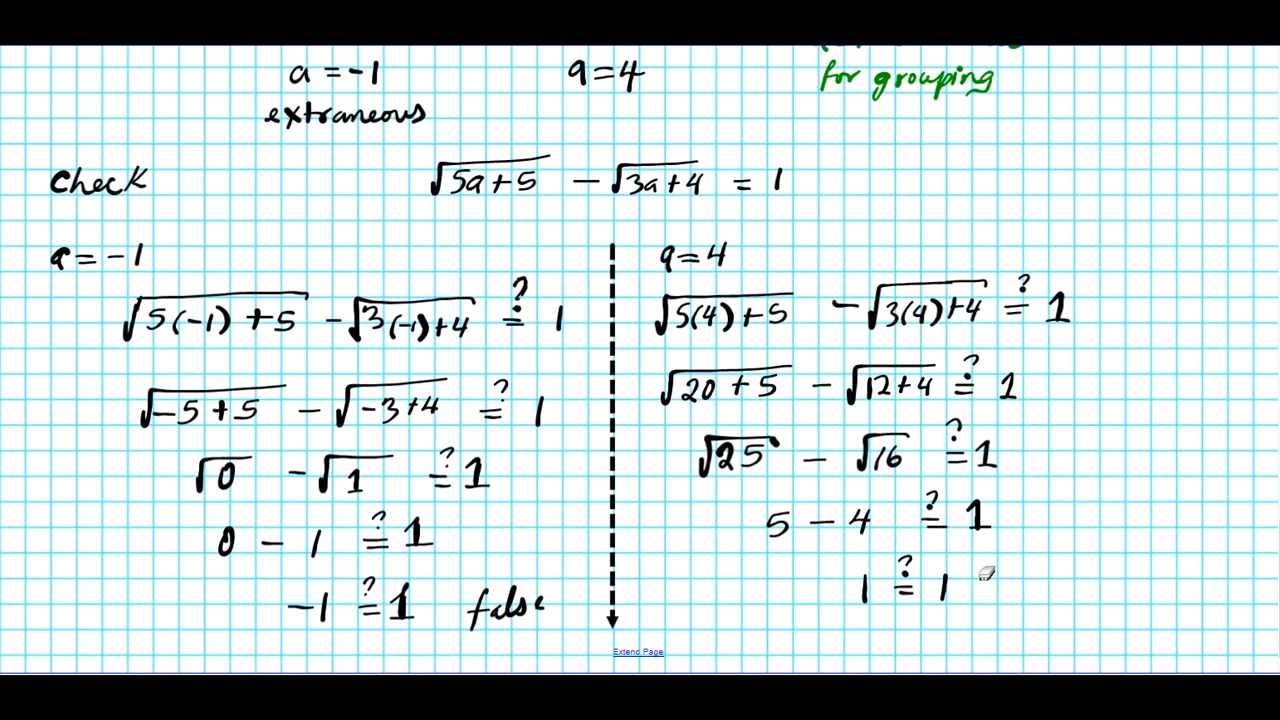 a = -1 a = 4 for grouping
extraneous
Check √(5a+5) - √(3a+4) = 1
a = -1 a = 4
√(5(-1)+5) - √(3(-1)+4) ≟ 1 √(5(4)+5) - √(3(4)+4) ≟ 1
√(-5+5) - √(-3+4) ≟ 1 √(20+5) - √(12+4) ≟ 1
√0 - √1 ≟ 1 √25 - √16 ≟ 1
0 - 1 ≟ 1 5 - 4 ≟ 1
-1 ≟ 1 false 1 ≟ 1
Extend Page